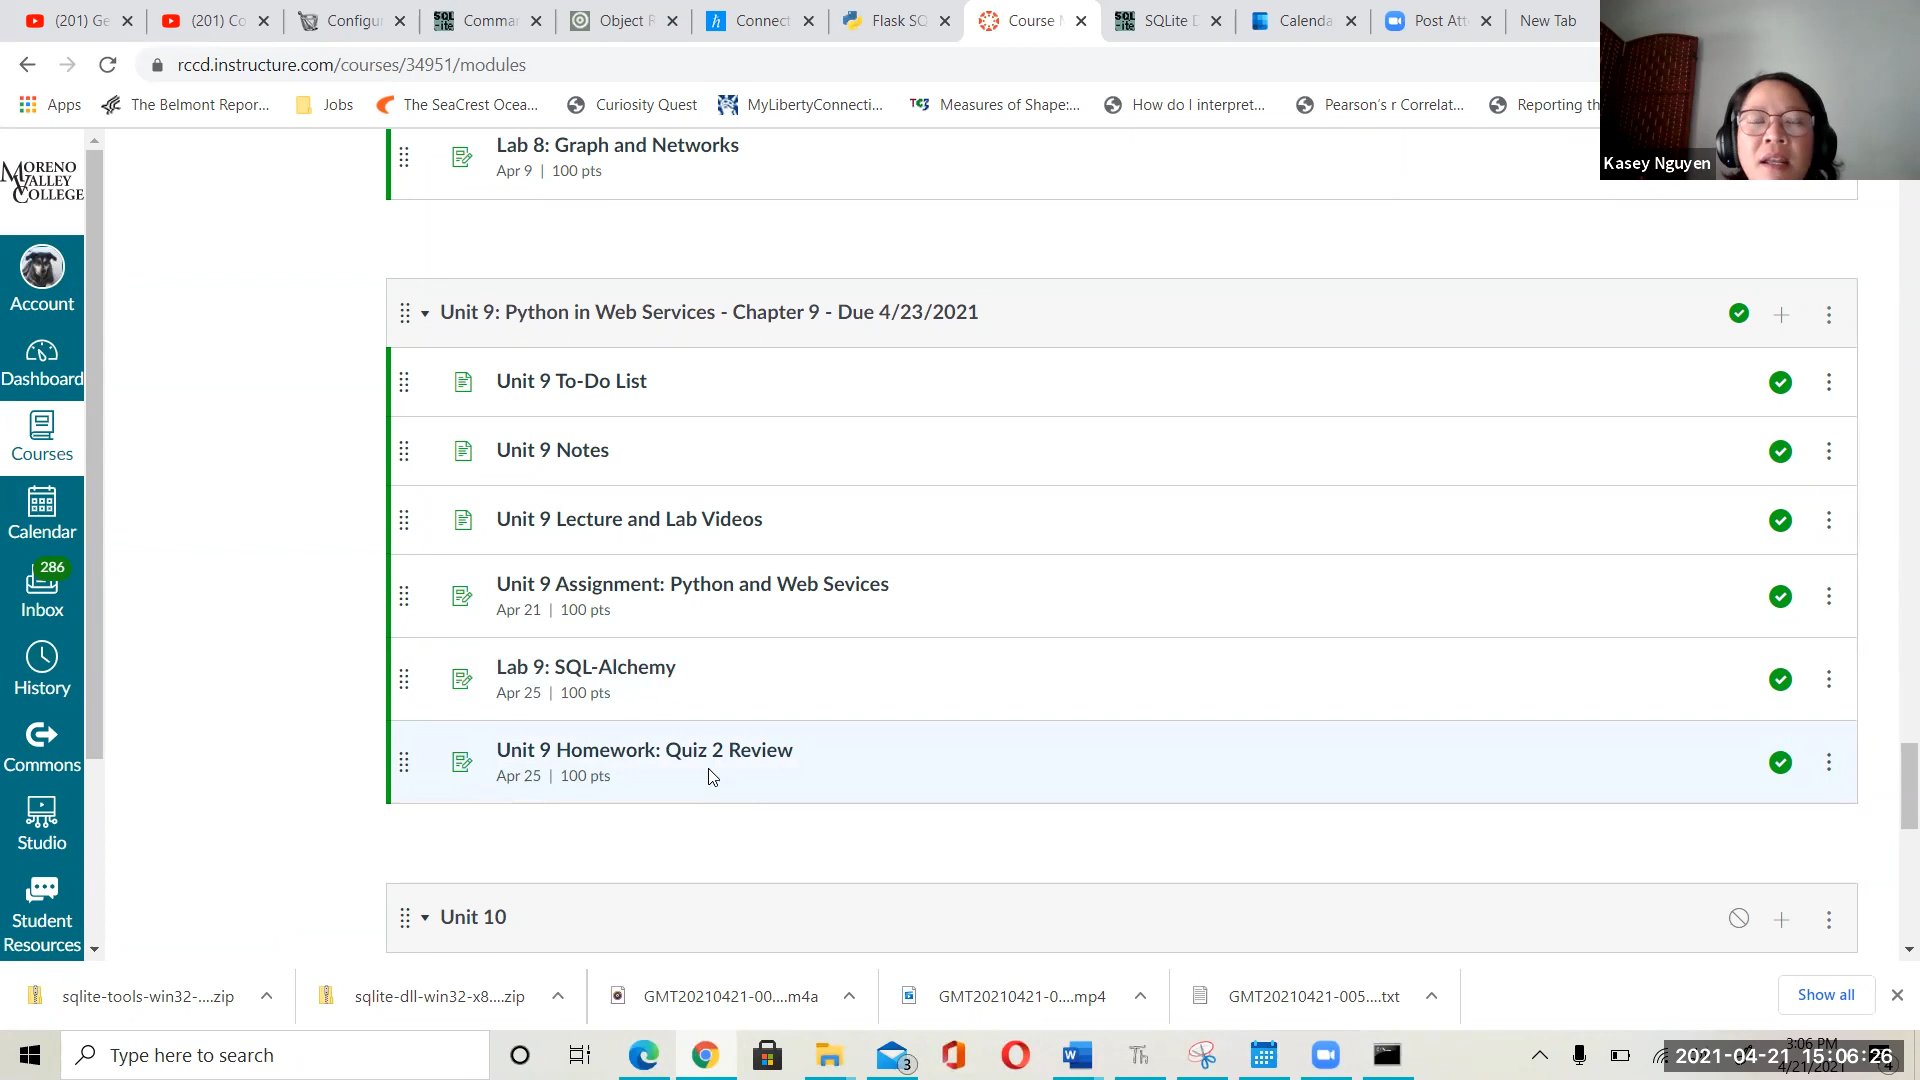 (201) Ge
(201) Co
Configu
Comma
Object R
Connect
Flask SQ
Course M
SQLite D
Calenda
Post Att
New Tab
rccd.instructure.com/courses/34951/modules
Apps
The Belmont Repor...
Jobs
The SeaCrest Ocea...
Curiosity Quest
MyLibertyConnecti...
Measures of Shape:...
How do I interpret...
Pearson's r Correlat...
Reporting th
Kasey Nguyen
MORENO
VALLEY
COLLEGE
Account
Dashboard
Courses
Calendar
286
Inbox
History
Commons
Studio
Student
Resources
Lab 8: Graph and Networks
Apr 9 | 100 pts
Unit 9: Python in Web Services - Chapter 9 - Due 4/23/2021
Unit 9 To-Do List
Unit 9 Notes
Unit 9 Lecture and Lab Videos
Unit 9 Assignment: Python and Web Sevices
Apr 21 | 100 pts
Lab 9: SQL-Alchemy
Apr 25 | 100 pts
Unit 9 Homework: Quiz 2 Review
Apr 25 | 100 pts
Unit 10
sqlite-tools-win32-....zip
sqlite-dll-win32-x8....zip
GMT20210421-00....m4a
GMT20210421-0....mp4
GMT20210421-005....txt
Show all
Type here to search
3
3:06 PM
2021-04-21 15:06:26